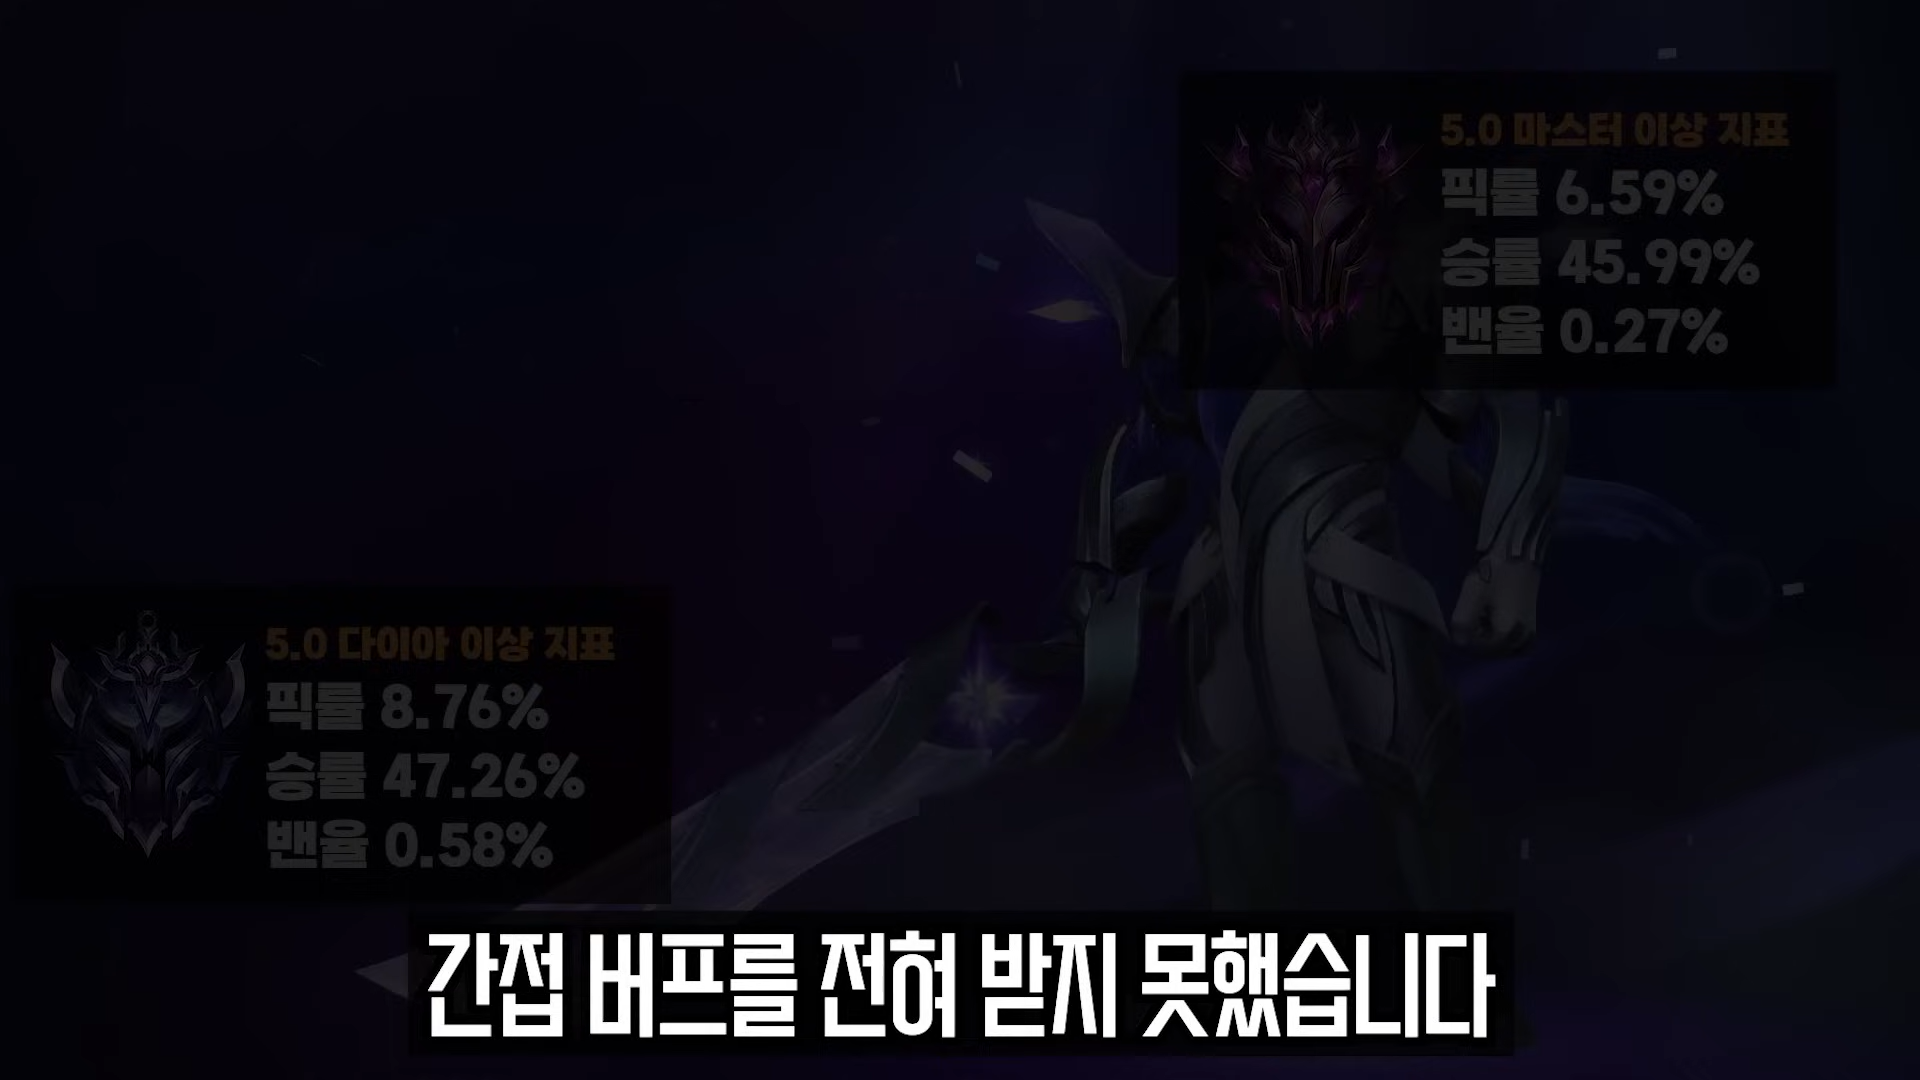 5.0 마스터 이상 지표
픽률 6.59%
승률 45.99%
밴율 0.27%
5.0 다이아 이상 지표
픽률 8.76%
승률 47.26%
밴율 0.58%
간접 버프를 전혀 받지 못했습니다